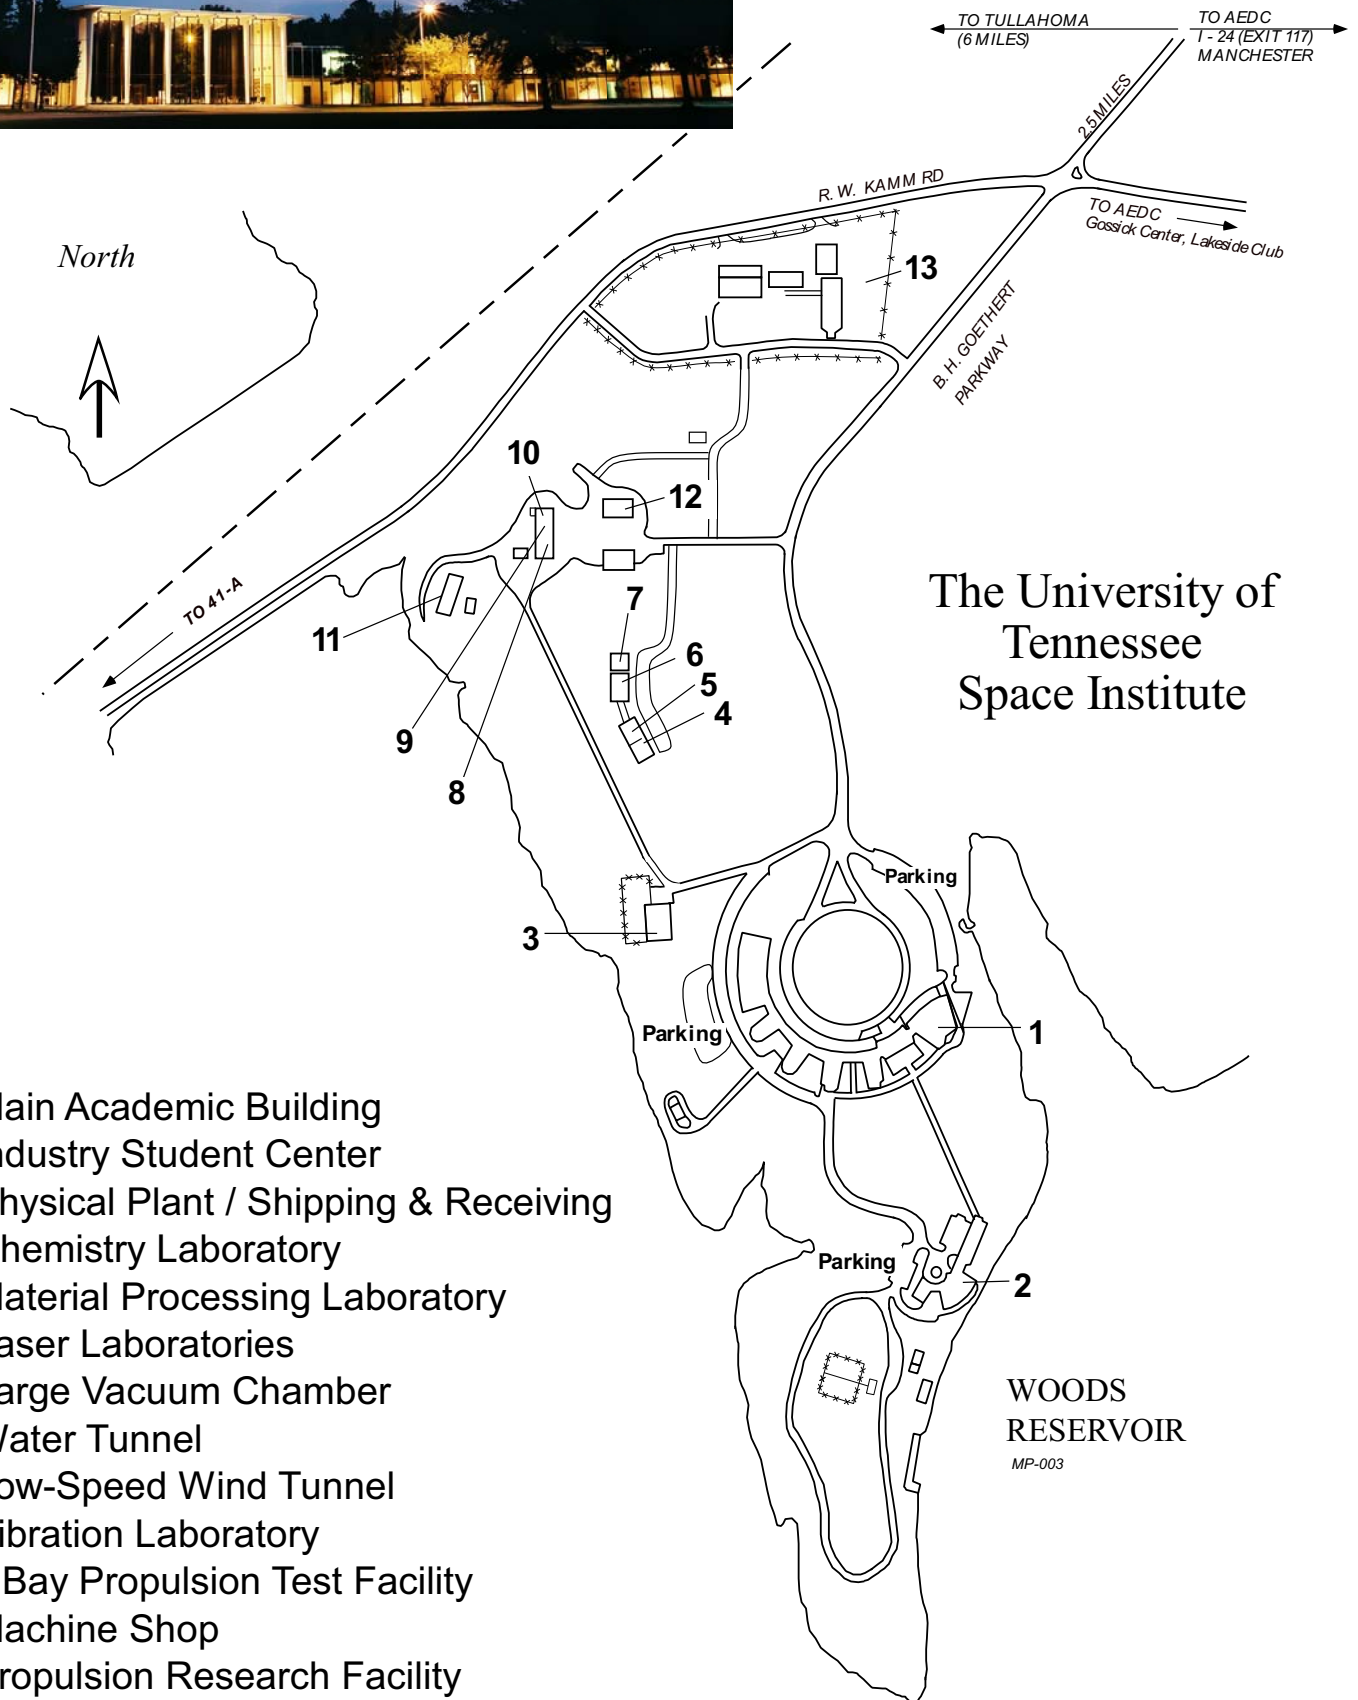 TO TULLAHOMA
(6 MILES)
TO AEDC
I - 24 (EXIT 117)
MANCHESTER
2.5 MILES
R. W. KAMM RD
TO AEDC
Gossick Center, Lakeside Club
North
13
B. H. GOETHERT
PARKWAY
10
12
TO 41-A
7
11
6
5
4
9
8
The University of
Tennessee
Space Institute
Parking
3
Parking
1
Parking
2
WOODS
RESERVOIR
MP-003
ain Academic Building
ndustry Student Center
hysical Plant / Shipping & Receiving
hemistry Laboratory
aterial Processing Laboratory
aser Laboratories
arge Vacuum Chamber
ater Tunnel
ow-Speed Wind Tunnel
ibration Laboratory
Bay Propulsion Test Facility
achine Shop
ropulsion Research Facility